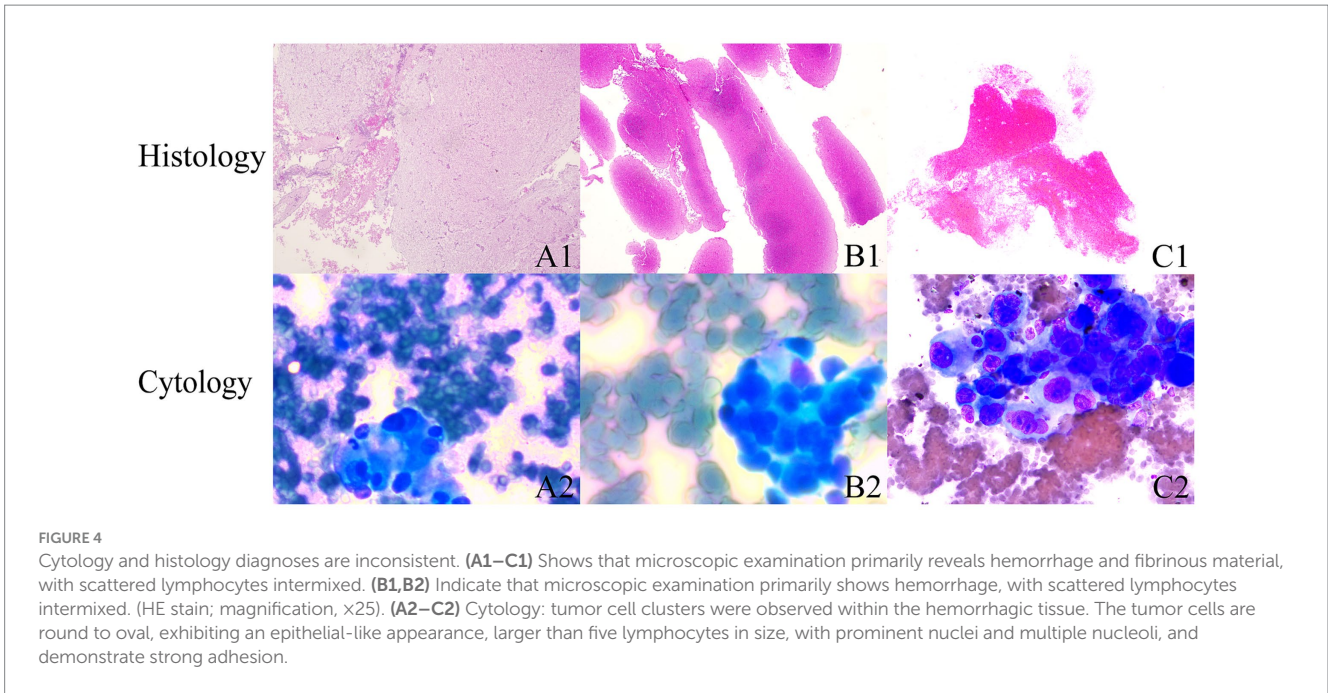 Histology
A1
B1
C1
Cytology
A2
B2
C2
FIGURE 4
Cytology and histology diagnoses are inconsistent. (A1–C1) Shows that microscopic examination primarily reveals hemorrhage and fibrinous material,
with scattered lymphocytes intermixed. (B1,B2) Indicate that microscopic examination primarily shows hemorrhage, with scattered lymphocytes
intermixed. (HE stain; magnification, ×25). (A2–C2) Cytology: tumor cell clusters were observed within the hemorrhagic tissue. The tumor cells are
round to oval, exhibiting an epithelial-like appearance, larger than five lymphocytes in size, with prominent nuclei and multiple nucleoli, and
demonstrate strong adhesion.